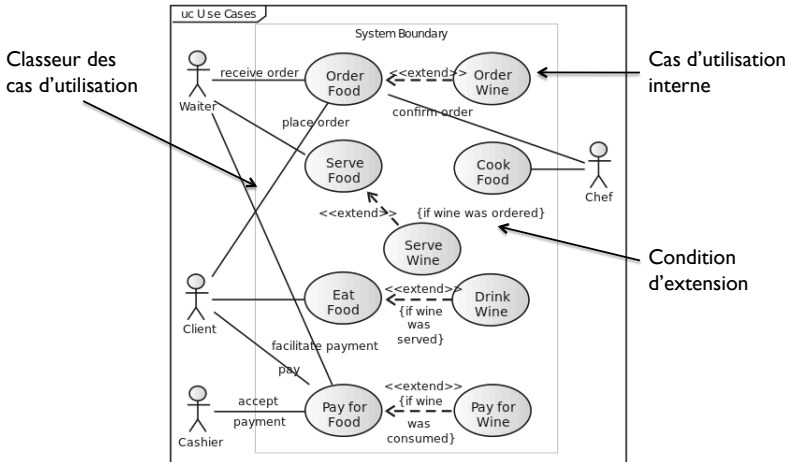 uc Use Cases
System Boundary
Classeur des
cas d'utilisation
Cas d'utilisation
interne
receive order
Order
Food
<<extend>>
Order
Wine
Waiter
place order
confirm order
Serve
Food
Cook
Food
Chef
<<extend>>
{if wine was ordered}
Serve
Wine
Condition
d'extension
Eat
Food
<<extend>>
{if wine
was
served}
Drink
Wine
Client
facilitate payment
pay
accept
payment
Pay for
Food
<<extend>>
{if wine
was
consumed}
Pay for
Wine
Cashier